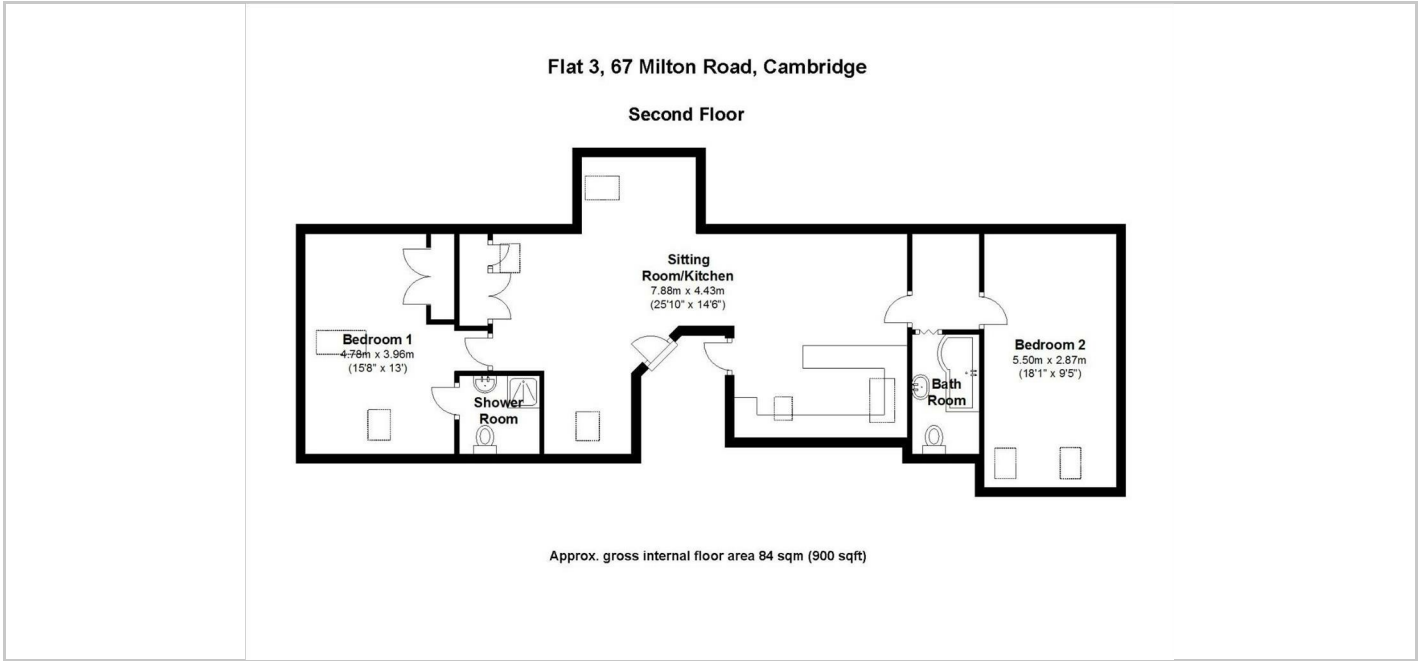 Flat 3, 67 Milton Road, Cambridge
Second Floor
Sitting
Room/Kitchen
7.88m x 4.43m
(25'10" x 14'6")
Bedroom 1
4.78m x 3.96m
(15'8" x 13')
Shower
Room
Bath
Room
Bedroom 2
5.50m x 2.87m
(18'1" x 9'5")
Approx. gross internal floor area 84 sqm (900 sqft)